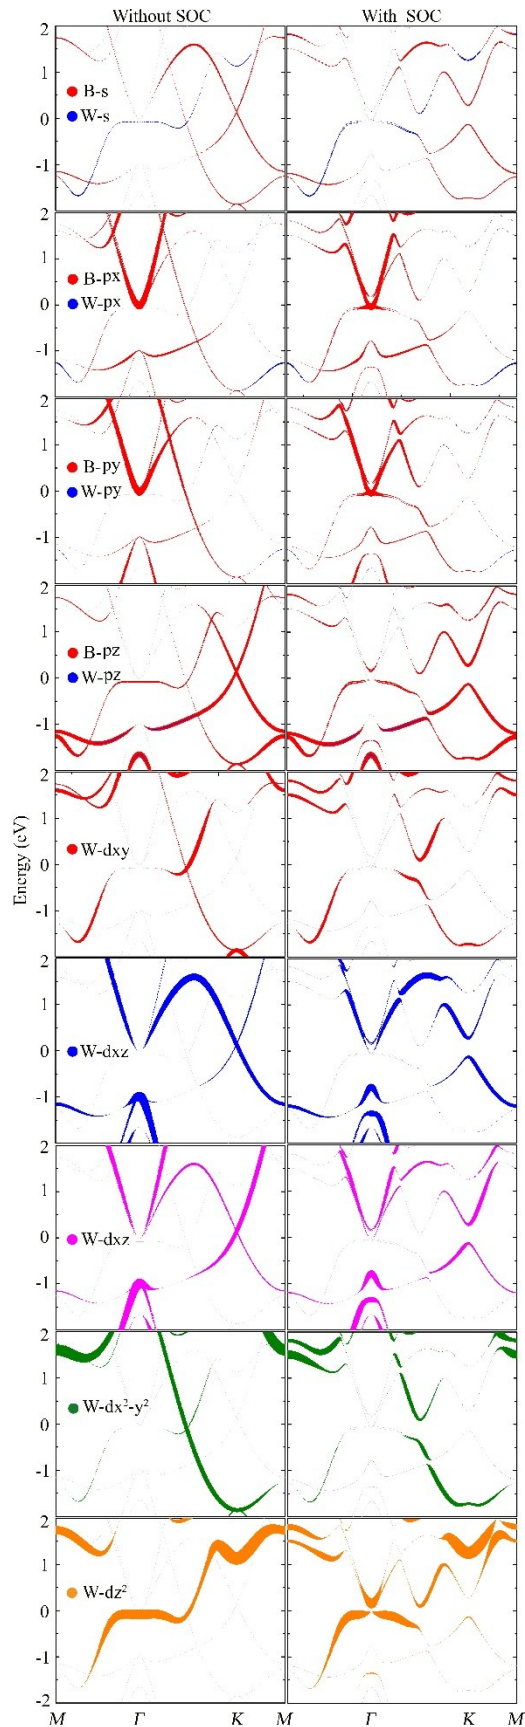 Without SOC With SOC
2
1
B-s
W-s
0
-1
2
1
B-px
W-px
0
-1
2
1
B-py
W-py
0
-1
2
1
B-pz
W-pz
0
-1
2
1
W-dxy
0
-1
Energy (eV)
2
1
W-dxz
0
-1
2
1
W-dxz
0
-1
2
1
W-dx²-y²
0
-1
2
1
W-dz²
0
-1
-2
M Γ K M Γ K M